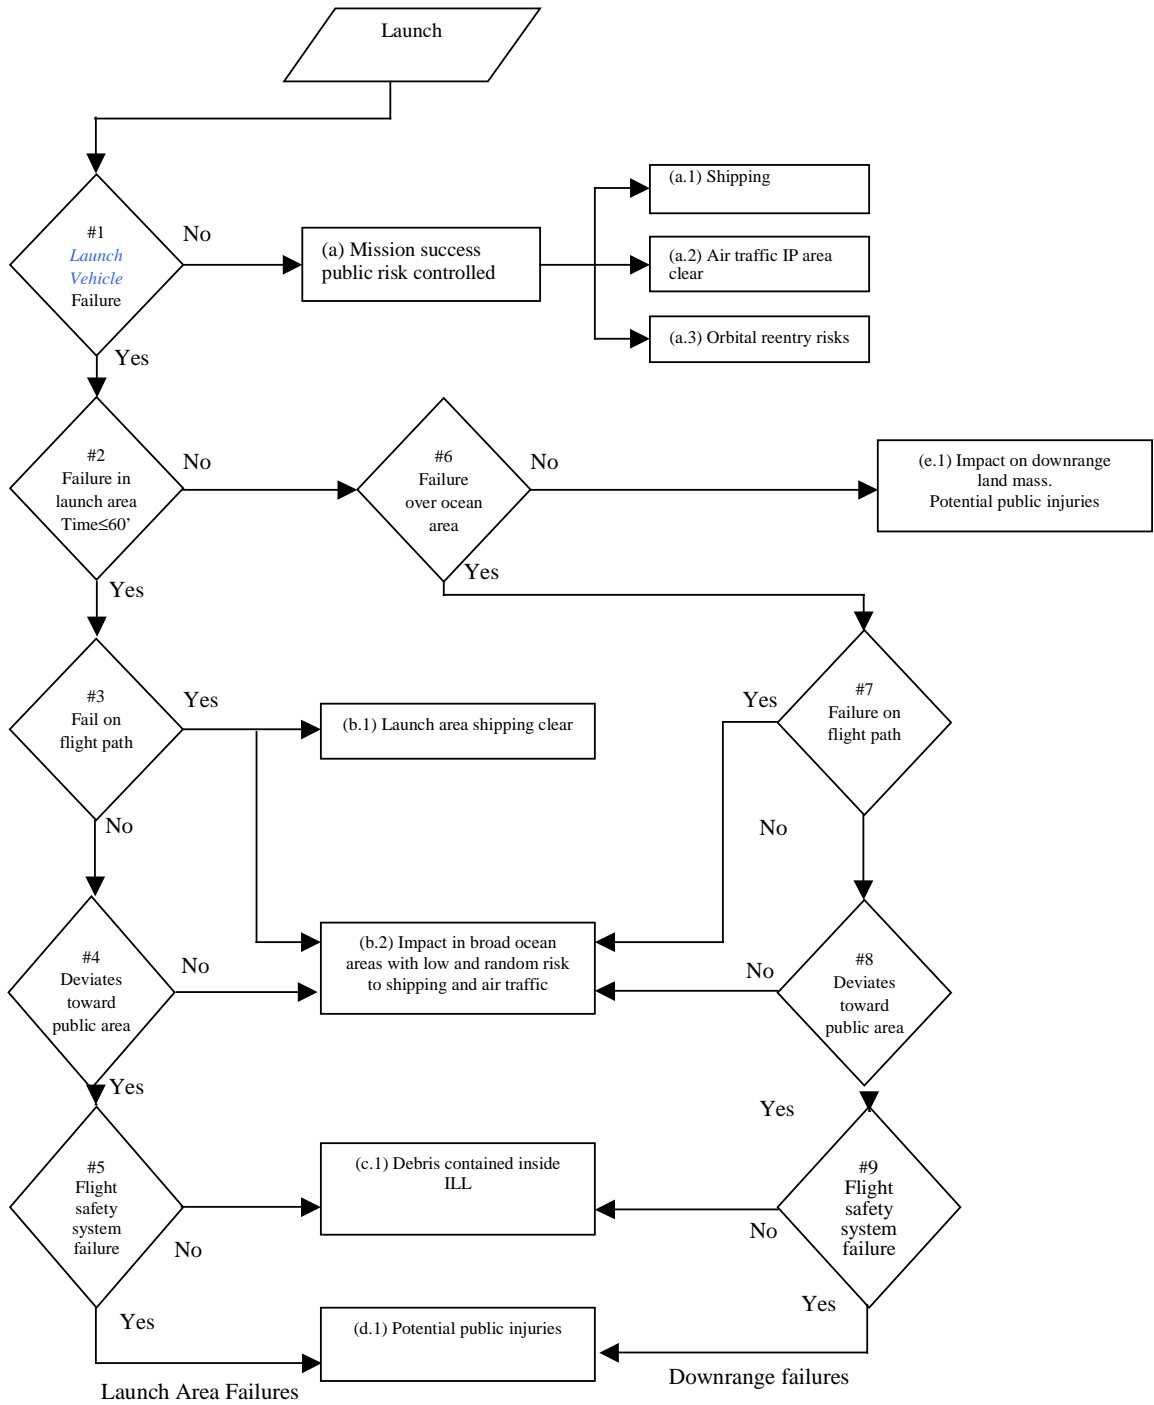 Launch
(a.1) Shipping
#1
Launch
Vehicle
Failure
No
(a) Mission success
public risk controlled
(a.2) Air traffic IP area
clear
(a.3) Orbital reentry risks
Yes
#2
Failure in
launch area
Time≤60’
No
#6
Failure
over ocean
area
No
(e.1) Impact on downrange
land mass.
Potential public injuries
Yes
Yes
#3
Fail on
flight path
Yes
(b.1) Launch area shipping clear
Yes
#7
Failure on
flight path
No
No
#4
Deviates
toward
public area
No
(b.2) Impact in broad ocean
areas with low and random risk
to shipping and air traffic
No
#8
Deviates
toward
public area
Yes
Yes
#5
Flight
safety
system
failure
No
(c.1) Debris contained inside
ILL
No
#9
Flight
safety
system
failure
Yes
(d.1) Potential public injuries
Yes
Launch Area Failures
Downrange failures